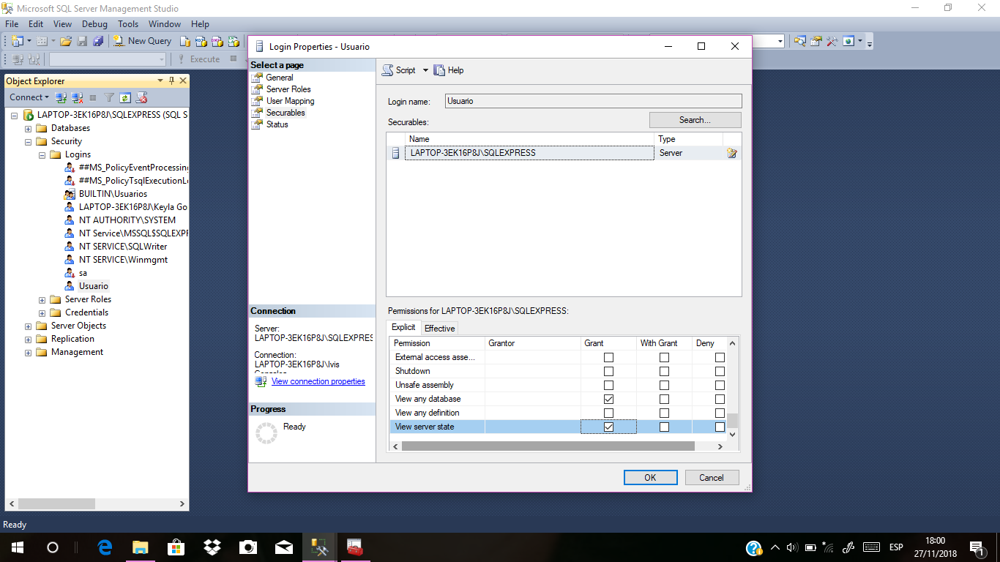 Microsoft SQL Server Management Studio
File Edit View Debug Tools Window Help
New Query
Execute
Object Explorer
Connect
LAPTOP-3EK16P8J\SQLEXPRESS (SQL S
Databases
Security
Logins
##MS_PolicyEventProcessing
##MS_PolicyTsqlExecutionLo
BUILTIN\Usuarios
LAPTOP-3EK16P8J\Keyla Go
NT AUTHORITY\SYSTEM
NT Service\MSSQL$SQLEXPR
NT SERVICE\SQLWriter
NT SERVICE\Winmgmt
sa
Usuario
Server Roles
Credentials
Server Objects
Replication
Management
Ready
Login Properties - Usuario
Select a page
General
Server Roles
User Mapping
Securables
Status
Connection
Server:
LAPTOP-3EK16P8J\SQLEXPRES
Connection:
LAPTOP-3EK16P8J\Ivis
View connection properties
Progress
Ready
Script Help
Login name: Usuario
Securables: Search...
Name Type
LAPTOP-3EK16P8J\SQLEXPRESS Server
Permissions for LAPTOP-3EK16P8J\SQLEXPRESS:
Explicit Effective
Permission Grantor Grant With Grant Deny
External access asse...
Shutdown
Unsafe assembly
View any database
View any definition
View server state
OK Cancel
ESP
18:00
27/11/2018
1